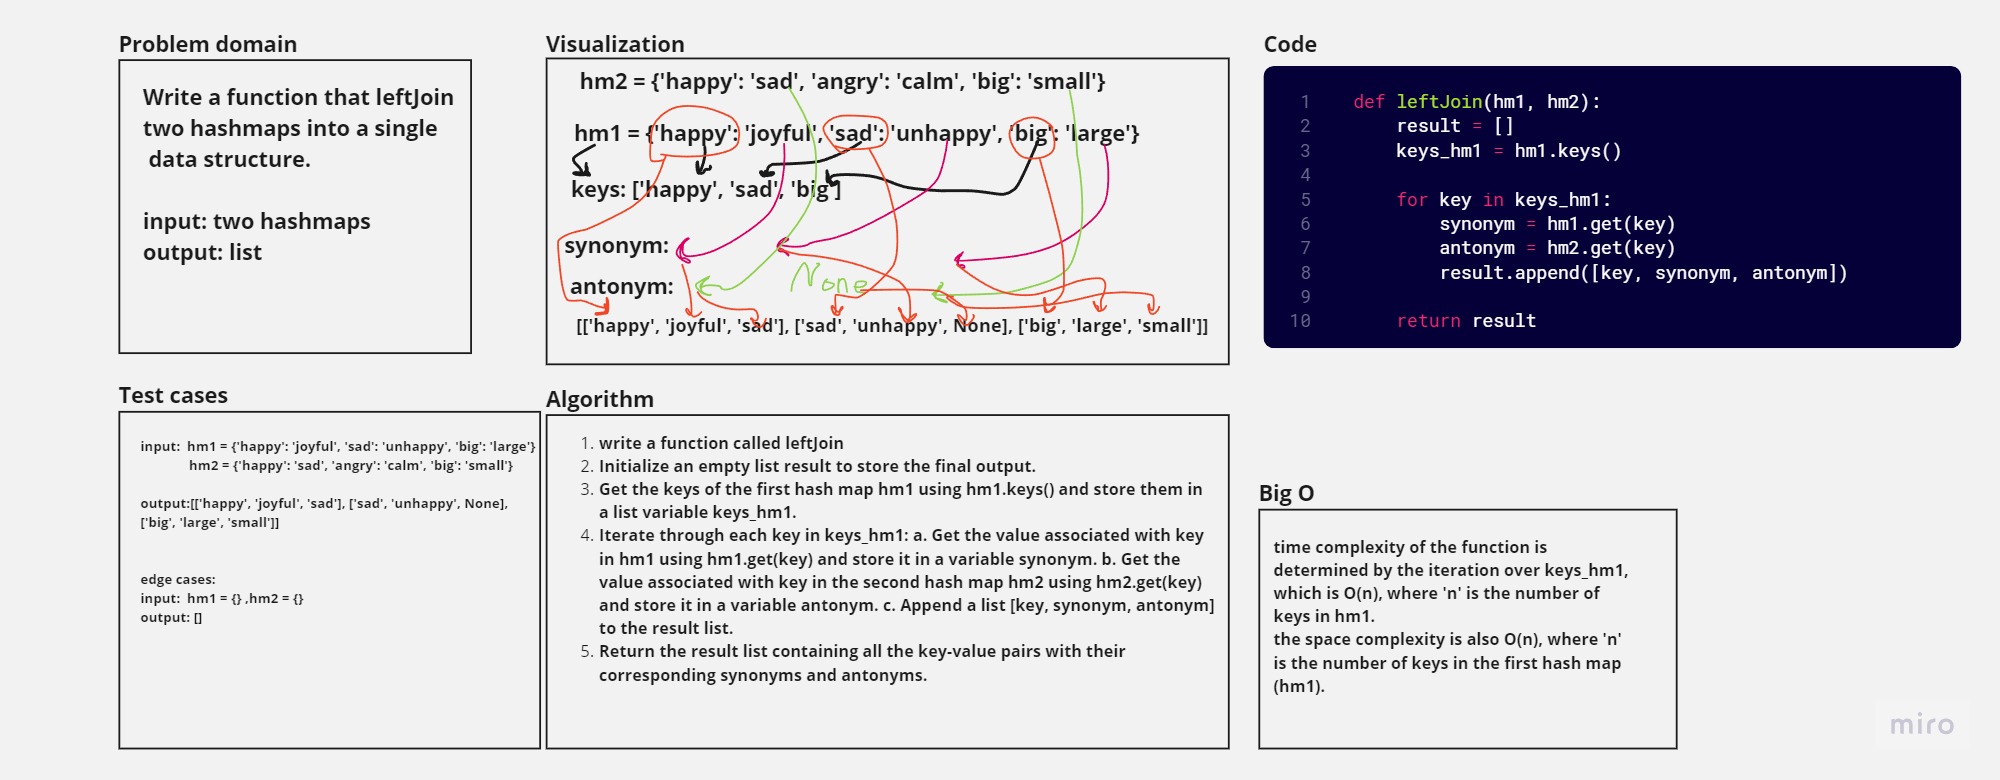 Problem domain
Write a function that leftJoin
two hashmaps into a single
data structure.
input: two hashmaps
output: list
Visualization
hm2 = {'happy': 'sad', 'angry': 'calm', 'big': 'small'}
hm1 = {'happy': 'joyful', 'sad': 'unhappy', 'big': 'large'}
keys: ['happy', 'sad', 'big']
synonym:
antonym:
None
[['happy', 'joyful', 'sad'], ['sad', 'unhappy', None], ['big', 'large', 'small']]
Code
1 def leftJoin(hm1, hm2):
2 result = []
3 keys_hm1 = hm1.keys()
4
5 for key in keys_hm1:
6 synonym = hm1.get(key)
7 antonym = hm2.get(key)
8 result.append([key, synonym, antonym])
9
10 return result
Test cases
input: hm1 = {'happy': 'joyful', 'sad': 'unhappy', 'big': 'large'}
hm2 = {'happy': 'sad', 'angry': 'calm', 'big': 'small'}
output:[['happy', 'joyful', 'sad'], ['sad', 'unhappy', None],
['big', 'large', 'small']]
edge cases:
input: hm1 = {} ,hm2 = {}
output: []
Algorithm
1. write a function called leftJoin
2. Initialize an empty list result to store the final output.
3. Get the keys of the first hash map hm1 using hm1.keys() and store them in
a list variable keys_hm1.
4. Iterate through each key in keys_hm1: a. Get the value associated with key
in hm1 using hm1.get(key) and store it in a variable synonym. b. Get the
value associated with key in the second hash map hm2 using hm2.get(key)
and store it in a variable antonym. c. Append a list [key, synonym, antonym]
to the result list.
5. Return the result list containing all the key-value pairs with their
corresponding synonyms and antonyms.
Big O
time complexity of the function is
determined by the iteration over keys_hm1,
which is O(n), where 'n' is the number of
keys in hm1.
the space complexity is also O(n), where 'n'
is the number of keys in the first hash map
(hm1).
miro